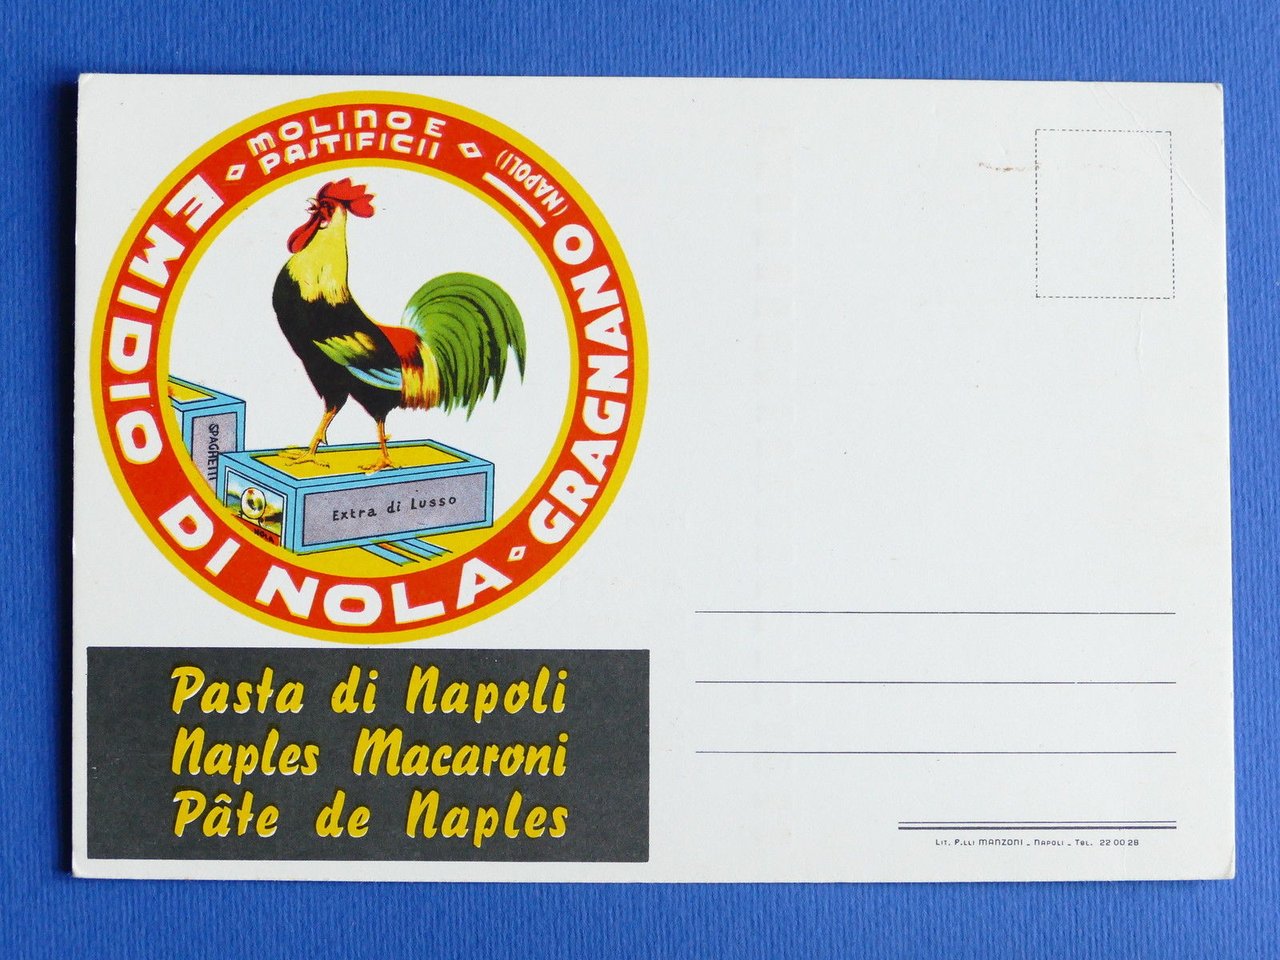 MOLINO E
PASTIFICII
EMIDIO DI NOLA
GRAGNANO
(NAPOLI)
SPAGHETTI
Extra di Lusso
NOLA
Pasta di Napoli
Naples Macaroni
Pâte de Naples
LIT. F.LLI MANZONI - NAPOLI - TEL. 22 00 28